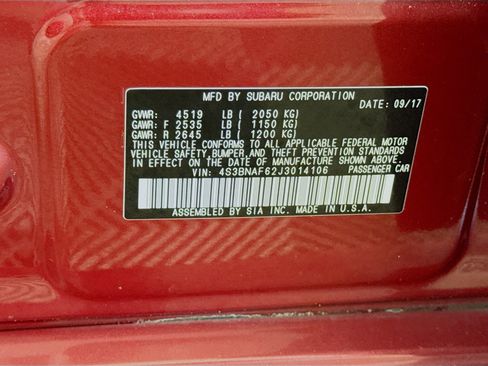 MFD BY SUBARU CORPORATION
DATE: 09/17
GVWR: 4519 LB ( 2050 KG)
GAWR: F 2535 LB ( 1150 KG)
GAWR: R 2645 LB ( 1200 KG)
THIS VEHICLE CONFORMS TO ALL APPLICABLE FEDERAL MOTOR
VEHICLE SAFETY,BUMPER,AND THEFT PREVENTION STANDARDS
IN EFFECT ON THE DATE OF MANUFACTURE SHOWN ABOVE.
VIN: 4S3BNAF62J3014106 PASSENGER CAR
ASSEMBLED BY SIA INC. MADE IN U.S.A.